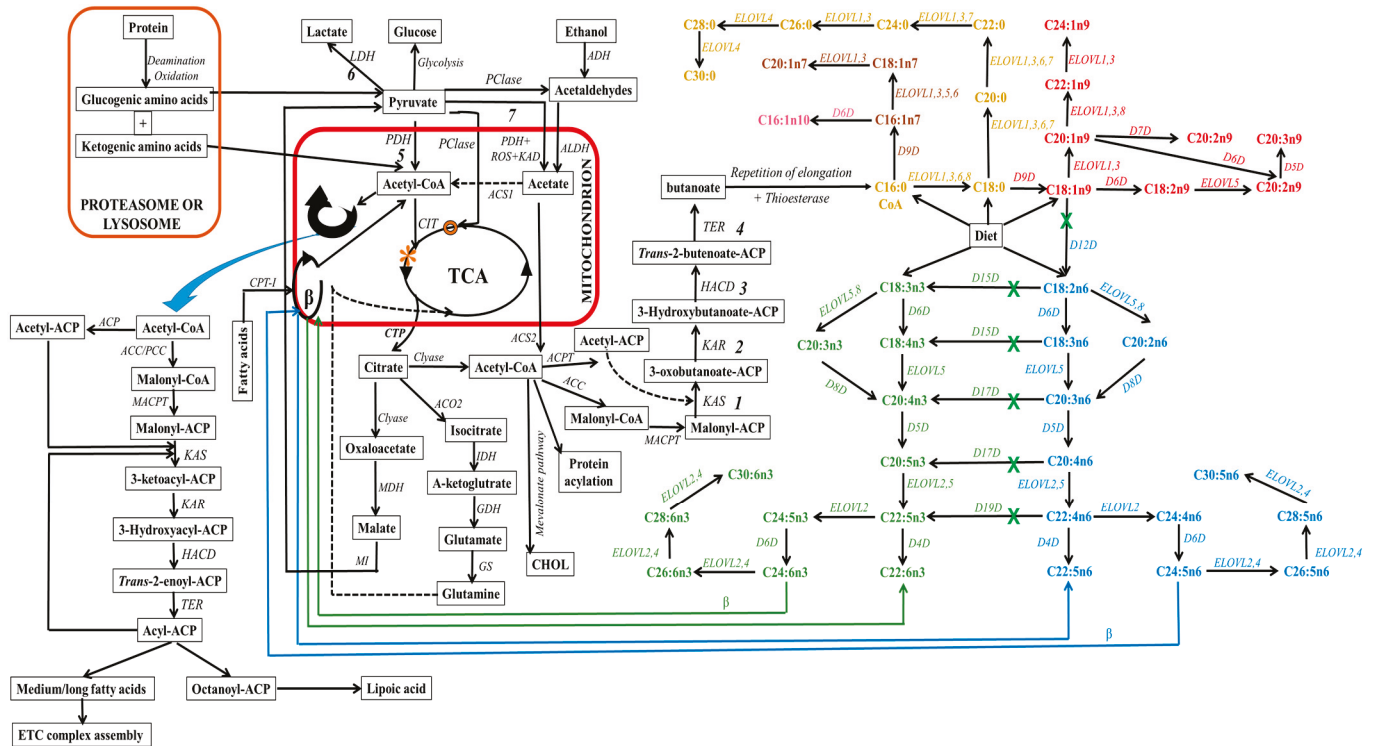 Protein
Deamination
Oxidation
Glucogenic amino acids
+
Ketogenic amino acids
PROTEASOME OR
LYSOSOME
Lactate
Glucose
Ethanol
LDH
6
Glycolysis
ADH
PClase
Pyruvate
Acetaldehydes
7
PDH
5
PClase
PDH+
ROS+KAD
ALDH
Acetyl-CoA
ACS1
Acetate
CIT
TCA
MITOCHONDRION
β
CPT-I
Fatty acids
CTP
ACS2
Acetyl-ACP
ACP
Acetyl-CoA
ACC/PCC
Malonyl-CoA
MACPT
Malonyl-ACP
KAS
3-ketoacyl-ACP
KAR
3-Hydroxyacyl-ACP
HACD
Trans-2-enoyl-ACP
TER
Acyl-ACP
Medium/long fatty acids
Octanoyl-ACP
Lipoic acid
ETC complex assembly
Citrate
Clyase
Acetyl-CoA
ACPT
Acetyl-ACP
ACC
Malonyl-CoA
MACPT
Malonyl-ACP
Clyase
Oxaloacetate
MDH
Malate
MI
ACO2
Isocitrate
IDH
A-ketoglutrate
GDH
Glutamate
GS
Glutamine
Mevalonate pathway
CHOL
Protein
acylation
KAS
1
3-oxobutanoate-ACP
KAR
2
3-Hydroxybutanoate-ACP
HACD
3
Trans-2-butenoate-ACP
TER
4
butanoate
Repetition of elongation
+ Thioesterase
C28:0
ELOVL4
C26:0
ELOVL1,3
C24:0
ELOVL1,3,7
C22:0
ELOVL4
C30:0
C20:1n7
ELOVL1,3
C18:1n7
ELOVL1,3,6,7
ELOVL1,3,5,6
C20:0
C16:1n10
D6D
C16:1n7
ELOVL1,3,6,7
D9D
C16:0
CoA
ELOVL1,3,6,8
C18:0
D9D
C18:1n9
D6D
C18:2n9
ELOVL5
C20:2n9
C24:1n9
ELOVL1,3
C22:1n9
ELOVL1,3,8
C20:1n9
D7D
C20:2n9
C20:3n9
D6D
D5D
ELOVL1,3
Diet
D12D
C18:3n3
D15D
C18:2n6
ELOVL5,8
D6D
D6D
ELOVL5,8
C20:3n3
C18:4n3
D15D
C18:3n6
C20:2n6
ELOVL5
ELOVL5
D8D
D8D
C20:4n3
D17D
C20:3n6
D5D
D5D
C20:5n3
D17D
C20:4n6
ELOVL2,5
ELOVL2,5
C30:6n3
ELOVL2,4
C28:6n3
C24:5n3
ELOVL2
C22:5n3
D19D
C22:4n6
ELOVL2
C24:4n6
C30:5n6
ELOVL2,4
C28:5n6
ELOVL2,4
D6D
D4D
D4D
D6D
ELOVL2,4
C26:6n3
ELOVL2,4
C24:6n3
C22:6n3
C22:5n6
C24:5n6
ELOVL2,4
C26:5n6
β
β